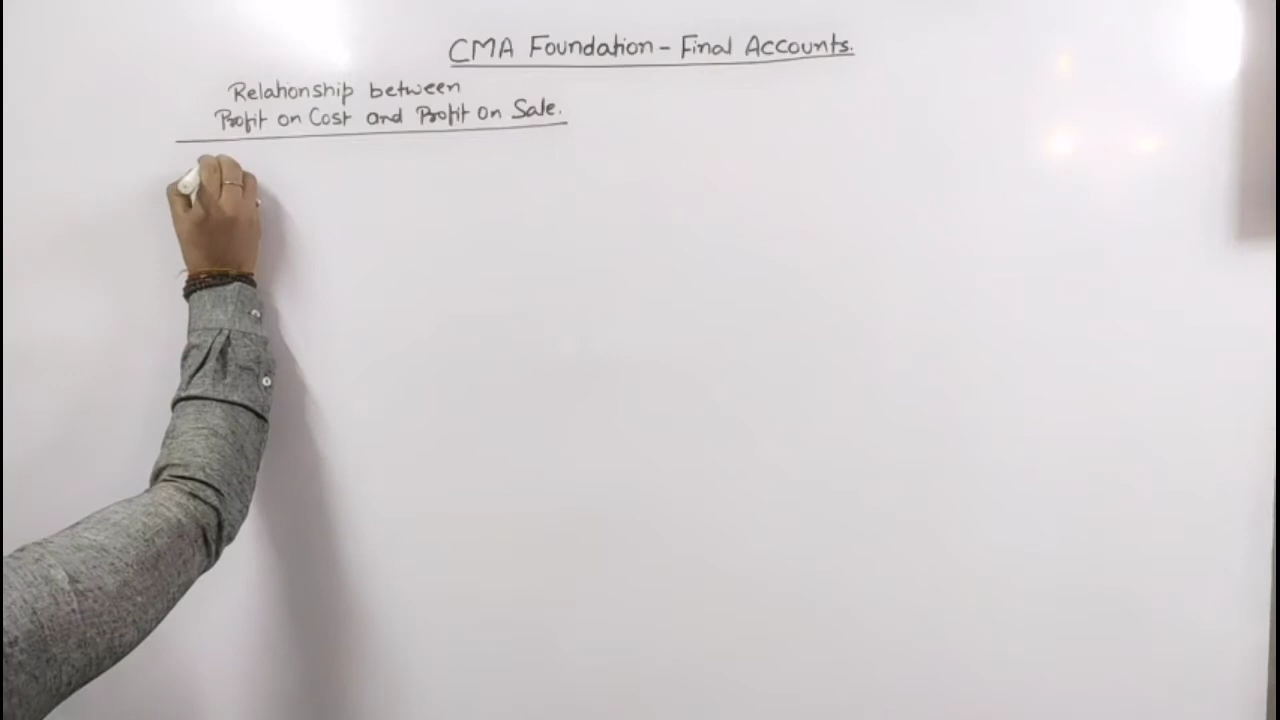 CMA Foundation - Final Accounts.
Relationship between
Profit on Cost and Profit on Sale.